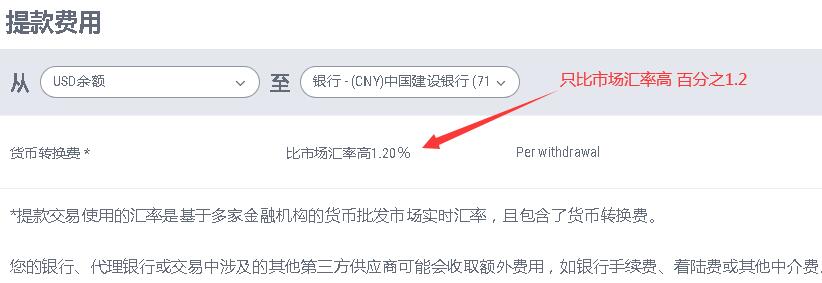 提款费用
从 USD余额 至 银行 - (CNY)中国建设银行 (71
只比市场汇率高 百分之1.2
货币转换费 * 比市场汇率高1.20% Per withdrawal
*提款交易使用的汇率是基于多家金融机构的货币批发市场实时汇率，且包含了货币转换费。
您的银行、代理银行或交易中涉及的其他第三方供应商可能会收取额外费用，如银行手续费、着陆费或其他中介费。